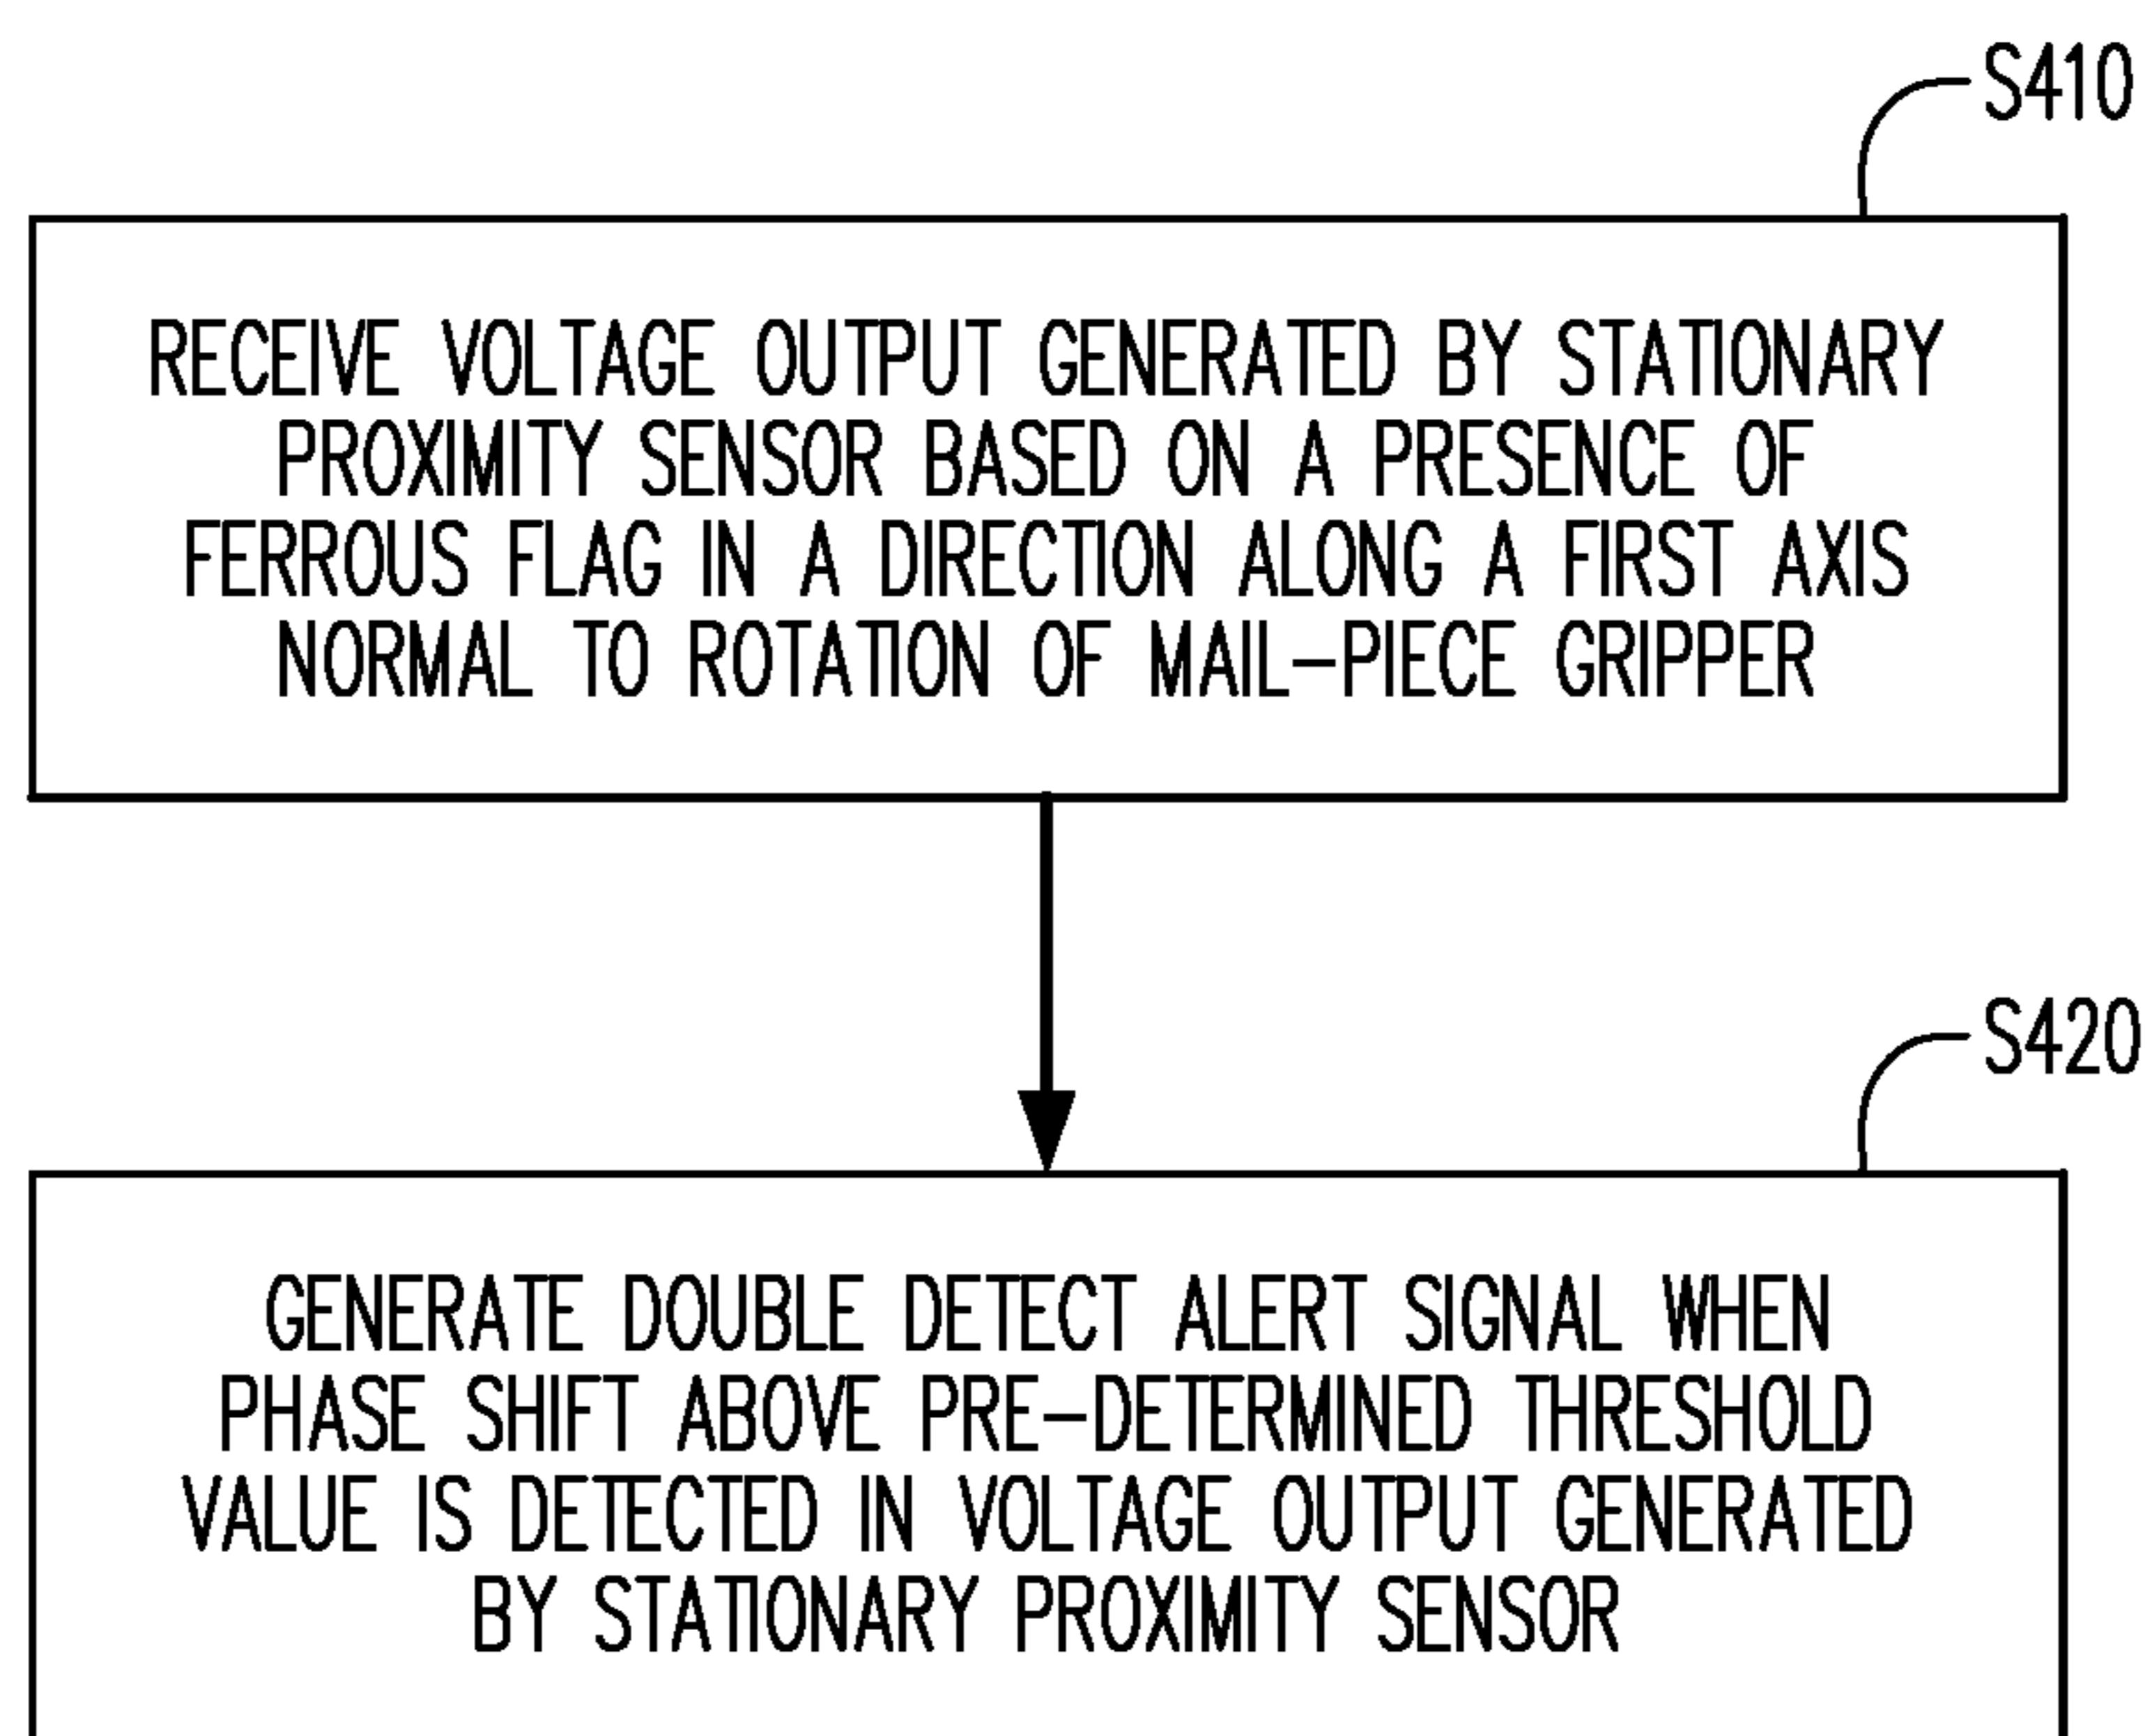 S410
RECEIVE VOLTAGE OUTPUT GENERATED BY STATIONARY
PROXIMITY SENSOR BASED ON A PRESENCE OF
FERROUS FLAG IN A DIRECTION ALONG A FIRST AXIS
NORMAL TO ROTATION OF MAIL-PIECE GRIPPER
S420
GENERATE DOUBLE DETECT ALERT SIGNAL WHEN
PHASE SHIFT ABOVE PRE-DETERMINED THRESHOLD
VALUE IS DETECTED IN VOLTAGE OUTPUT GENERATED
BY STATIONARY PROXIMITY SENSOR